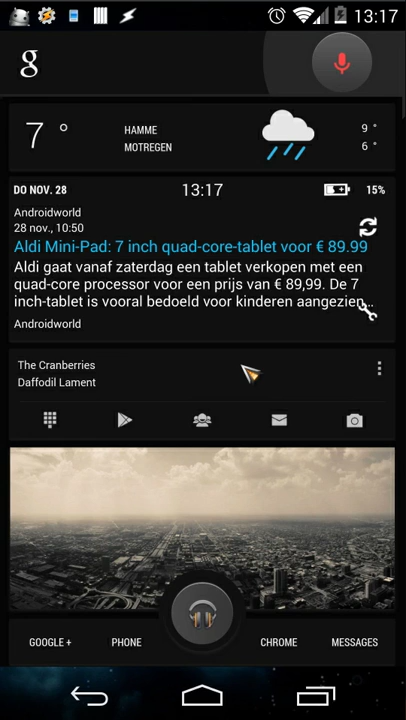 13:17
g
7 °
HAMME
MOTREGEN
9 °
6 °
DO NOV. 28
13:17
15%
Androidworld
28 nov., 10:50
Aldi Mini-Pad: 7 inch quad-core-tablet voor € 89.99
Aldi gaat vanaf zaterdag een tablet verkopen met een
quad-core processor voor een prijs van € 89,99. De 7
inch-tablet is vooral bedoeld voor kinderen aangezien...
Androidworld
The Cranberries
Daffodil Lament
GOOGLE +
PHONE
CHROME
MESSAGES